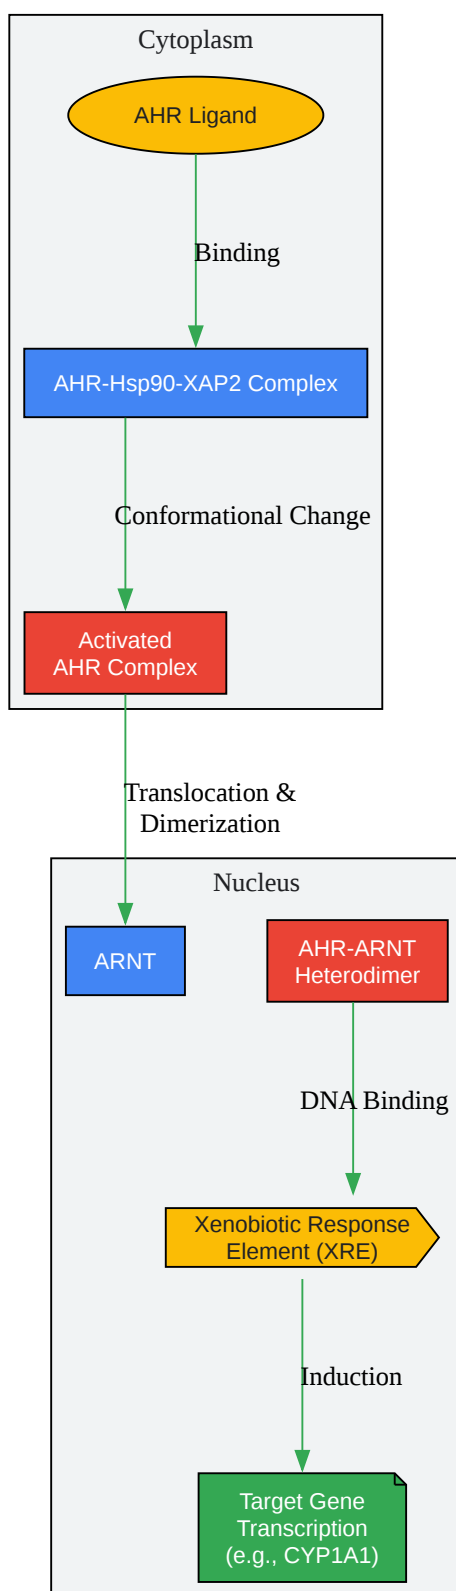 Cytoplasm
AHR Ligand
Binding
AHR-Hsp90-XAP2 Complex
Conformational Change
Activated
AHR Complex
Translocation &
Dimerization
Nucleus
ARNT
AHR-ARNT
Heterodimer
DNA Binding
Xenobiotic Response
Element (XRE)
Induction
Target Gene
Transcription
(e.g., CYP1A1)